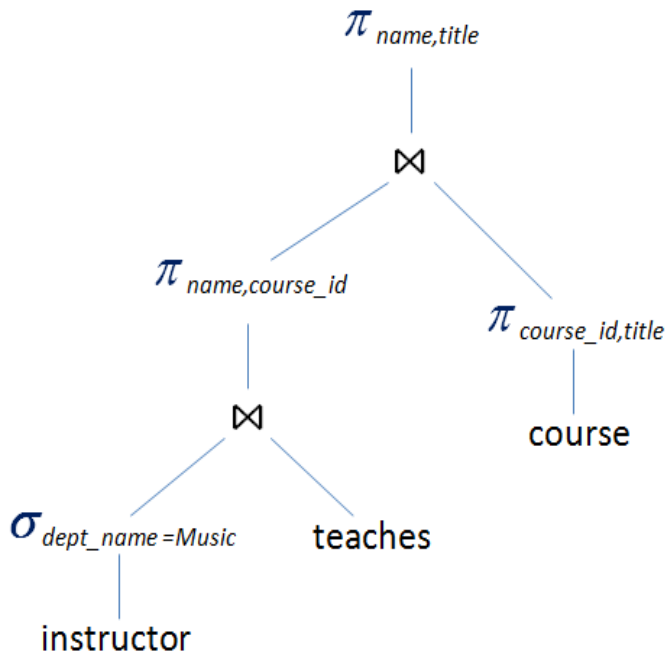 π name,title
⋈
π name,course_id
π course_id,title
⋈
course
σ dept_name =Music
teaches
instructor